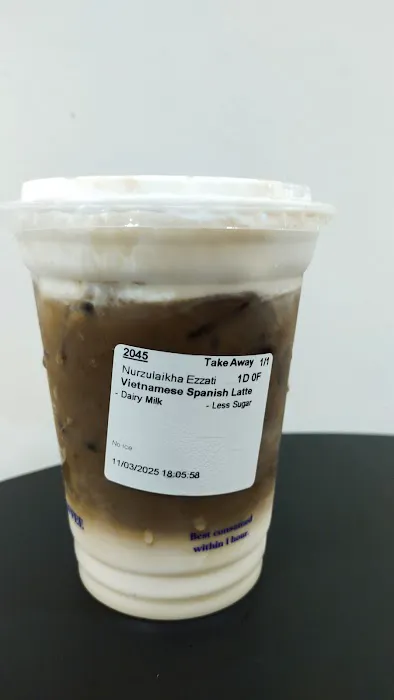 2045 Take Away 1/1
Nurzulaikha Ezzati 1D 0F
Vietnamese Spanish Latte
- Dairy Milk - Less Sugar
No ice
11/03/2025 18:05:58
Best consumed
within 1 hour.